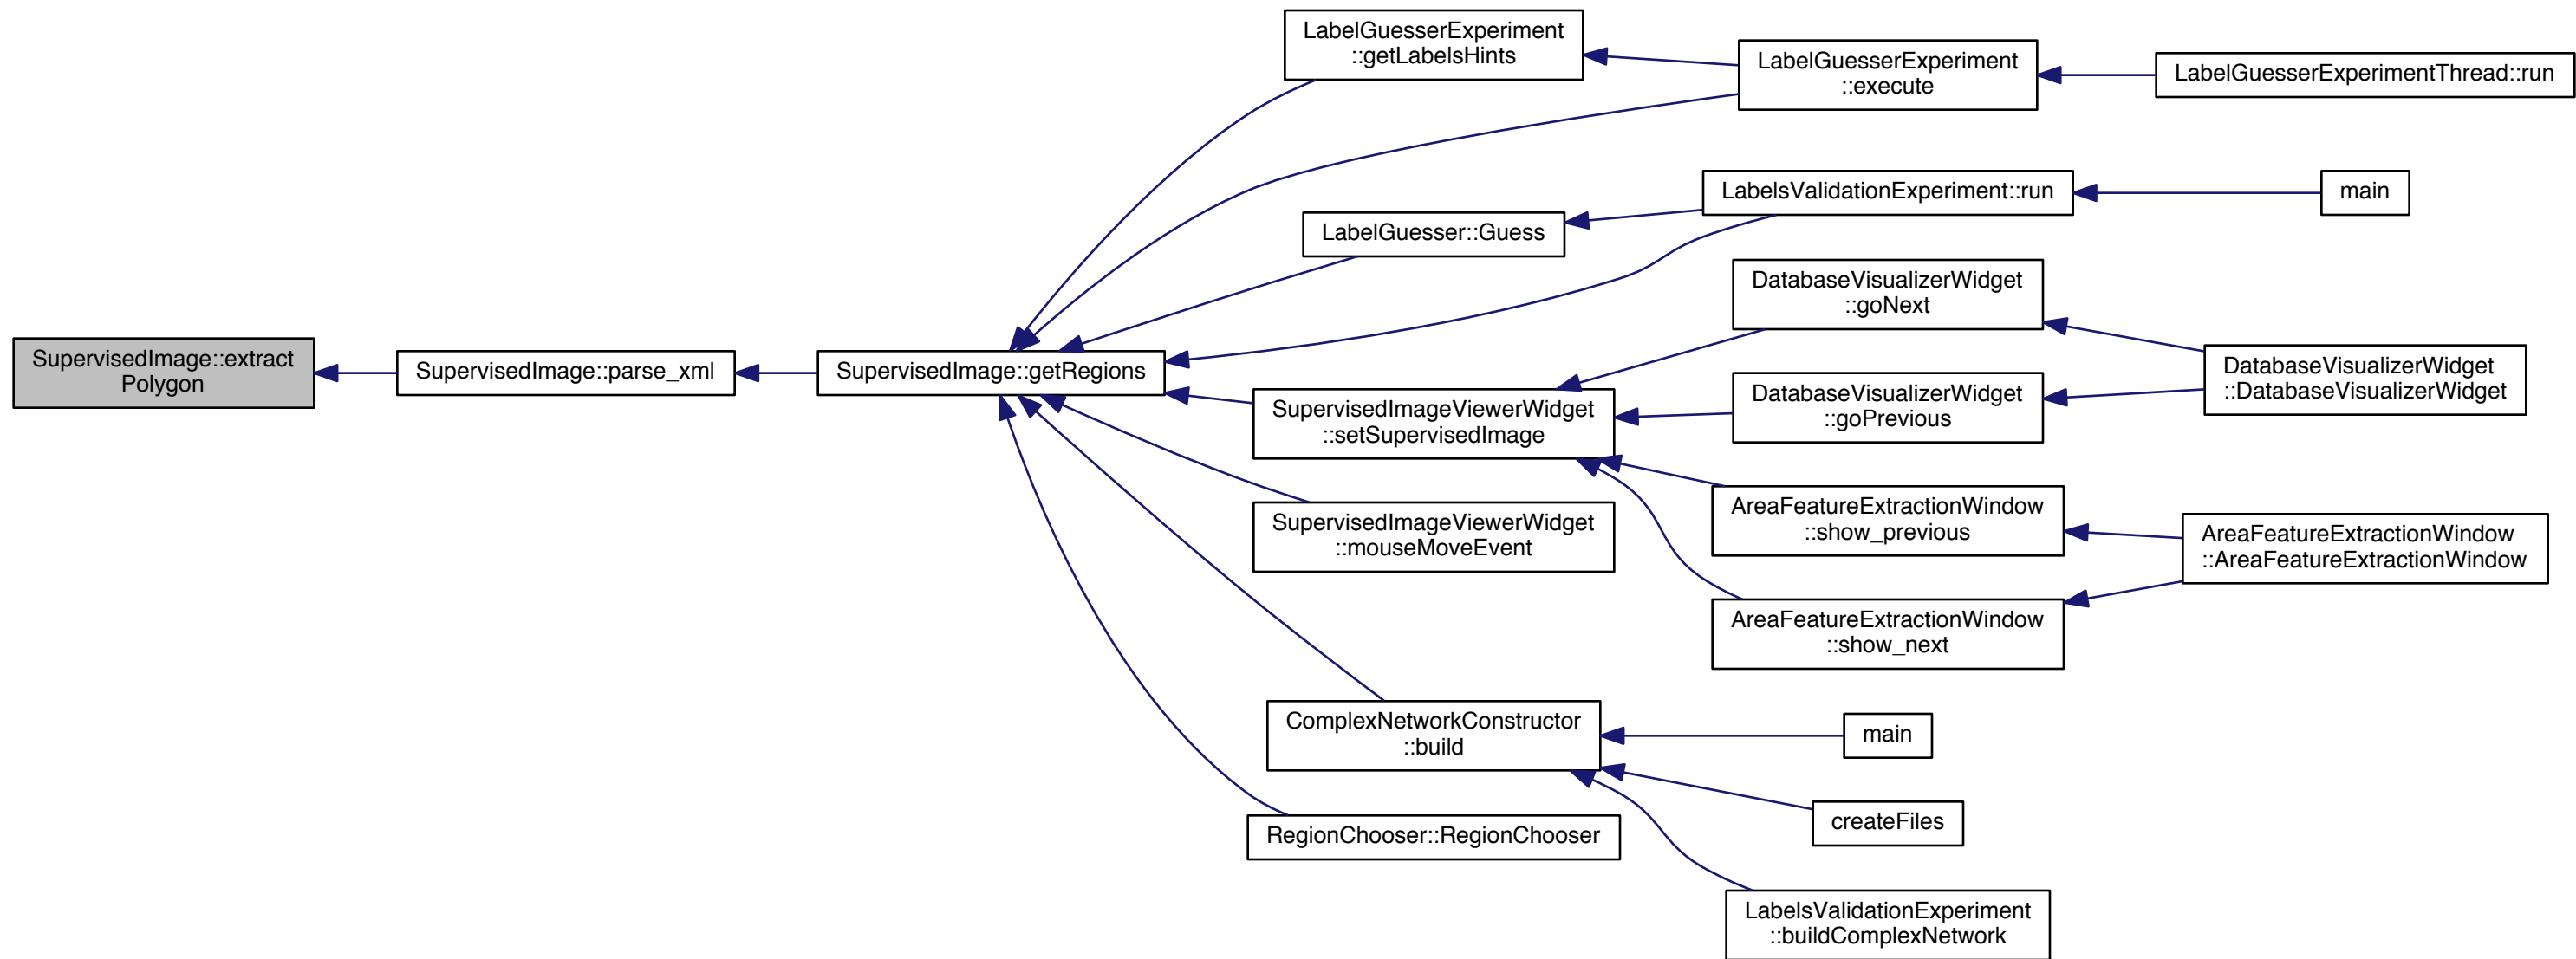 SupervisedImage::extract
Polygon
SupervisedImage::parse_xml
SupervisedImage::getRegions
LabelGuesserExperiment
::getLabelsHints
LabelGuesserExperiment
::execute
LabelGuesserExperimentThread::run
LabelGuesser::Guess
LabelsValidationExperiment::run
main
SupervisedImageViewerWidget
::setSupervisedImage
DatabaseVisualizerWidget
::goNext
DatabaseVisualizerWidget
::goPrevious
DatabaseVisualizerWidget
::DatabaseVisualizerWidget
AreaFeatureExtractionWindow
::show_previous
AreaFeatureExtractionWindow
::show_next
AreaFeatureExtractionWindow
::AreaFeatureExtractionWindow
SupervisedImageViewerWidget
::mouseMoveEvent
ComplexNetworkConstructor
::build
main
createFiles
LabelsValidationExperiment
::buildComplexNetwork
RegionChooser::RegionChooser